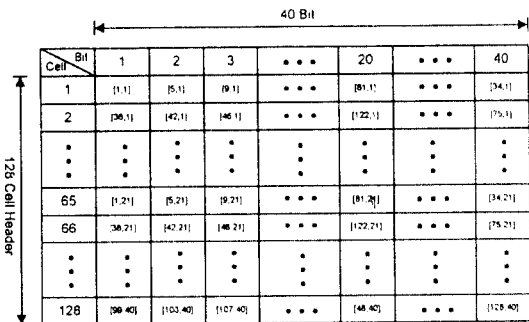 40 Bit
Cell Bit 1 2 3 • • • 20 • • • 40
1 [1,1] [5,1] [9,1] • • • [81,1] • • • [34,1]
2 [38,1] [42,1] [46,1] • • • [122,1] • • • [75,1]
65 [1,21] [5,21] [9,21] • • • [81,21] • • • [34,21]
66 [38,21] [42,21] [46,21] • • • [122,21] • • • [75,21]
128 [99,40] [103,40] [107,40] • • • [48,40] • • • [128,40]
128 Cell Header